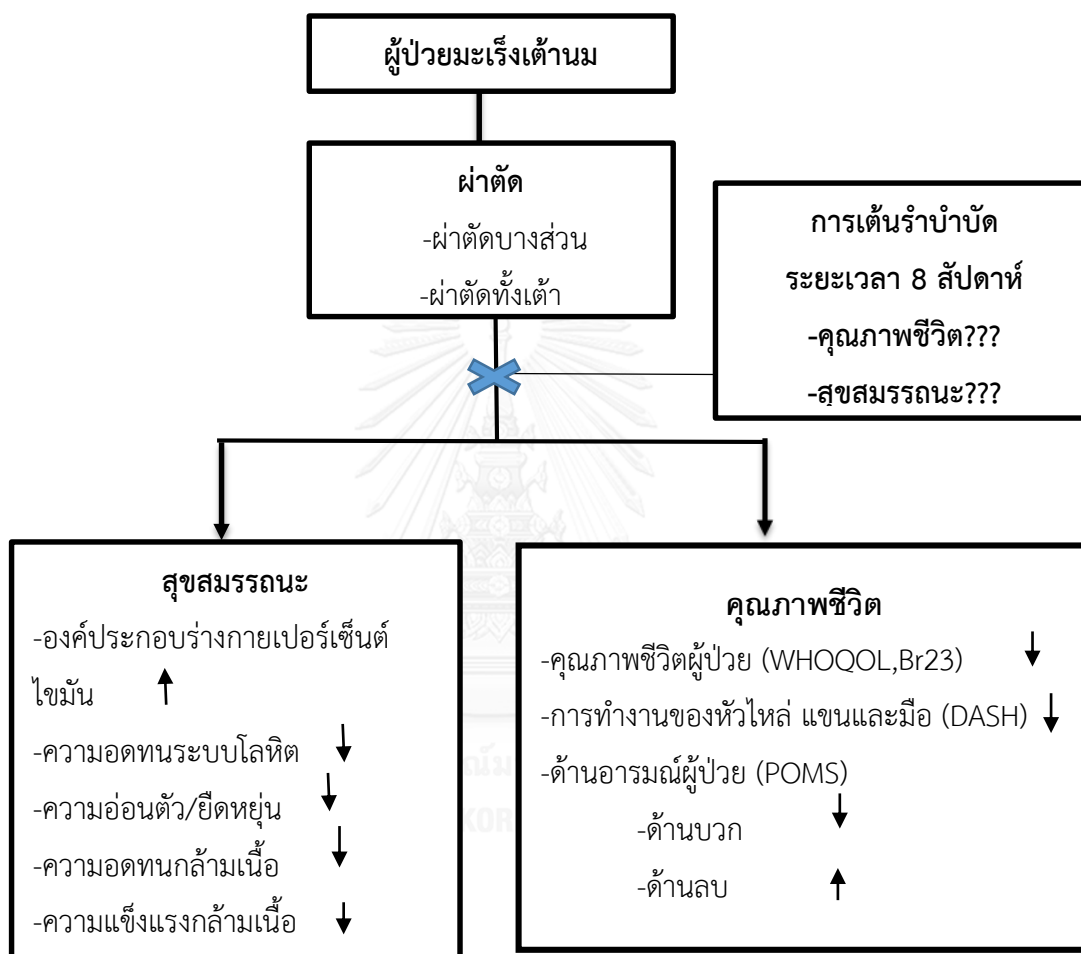 ผู้ป่วยมะเร็งเต้านม
ผ่าตัด
-ผ่าตัดบางส่วน
-ผ่าตัดทั้งเต้า
การเต้นรำบำบัด
ระยะเวลา 8 สัปดาห์
-คุณภาพชีวิต???
-สุขสมรรถนะ???
สุขสมรรถนะ
-องค์ประกอบร่างกายเปอร์เซ็นต์
ไขมัน ↑
-ความอดทนระบบโลหิต ↓
-ความอ่อนตัว/ยืดหยุ่น ↓
-ความอดทนกล้ามเนื้อ ↓
-ความแข็งแรงกล้ามเนื้อ ↓
คุณภาพชีวิต
-คุณภาพชีวิตผู้ป่วย (WHOQOL,Br23) ↓
-การทำงานของหัวไหล่ แขนและมือ (DASH) ↓
-ด้านอารมณ์ผู้ป่วย (POMS)
-ด้านบวก ↓
-ด้านลบ ↑